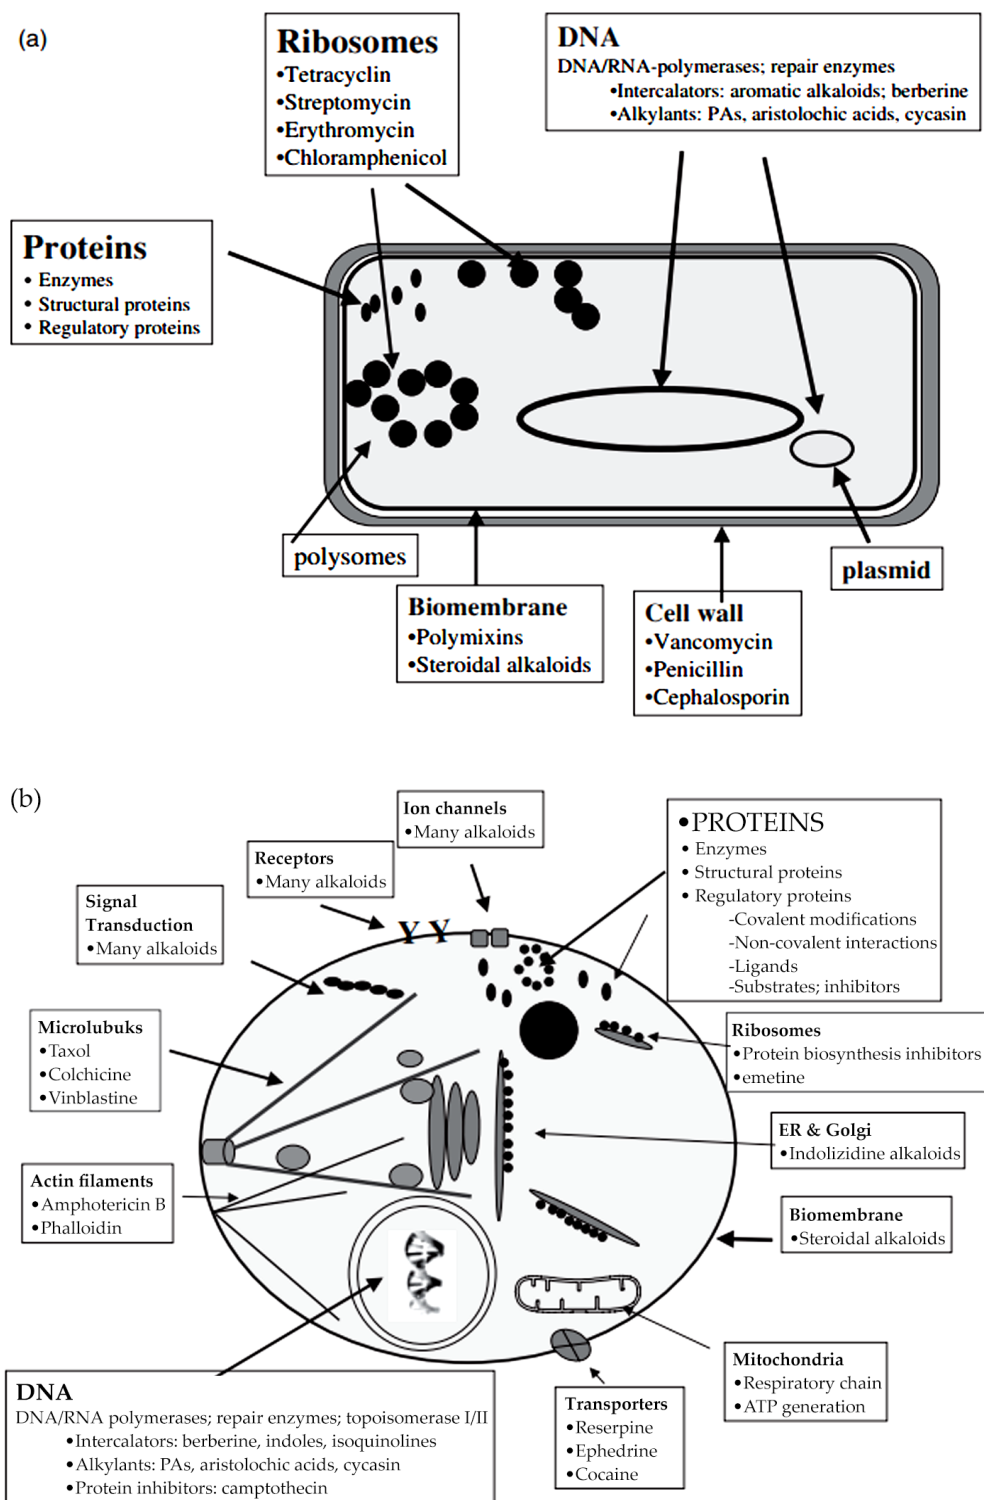 (a)
Ribosomes
•Tetracyclin
•Streptomycin
•Erythromycin
•Chloramphenicol
DNA
DNA/RNA-polymerases; repair enzymes
•Intercalators: aromatic alkaloids; berberine
•Alkylants: PAs, aristolochic acids, cycasin
Proteins
• Enzymes
• Structural proteins
• Regulatory proteins
polysomes
plasmid
Biomembrane
•Polymixins
•Steroidal alkaloids
Cell wall
•Vancomycin
•Penicillin
•Cephalosporin
(b)
Ion channels
•Many alkaloids
•PROTEINS
• Enzymes
• Structural proteins
• Regulatory proteins
-Covalent modifications
-Non-covalent interactions
-Ligands
-Substrates; inhibitors
Receptors
•Many alkaloids
Signal
Transduction
•Many alkaloids
Y Y
Microlubuks
•Taxol
•Colchicine
•Vinblastine
Ribosomes
•Protein biosynthesis inhibitors
•emetine
ER & Golgi
•Indolizidine alkaloids
Actin filaments
•Amphotericin B
•Phalloidin
Biomembrane
•Steroidal alkaloids
Mitochondria
•Respiratory chain
•ATP generation
Transporters
•Reserpine
•Ephedrine
•Cocaine
DNA
DNA/RNA polymerases; repair enzymes; topoisomerase I/II
•Intercalators: berberine, indoles, isoquinolines
•Alkylants: PAs, aristolochic acids, cycasin
•Protein inhibitors: camptothecin